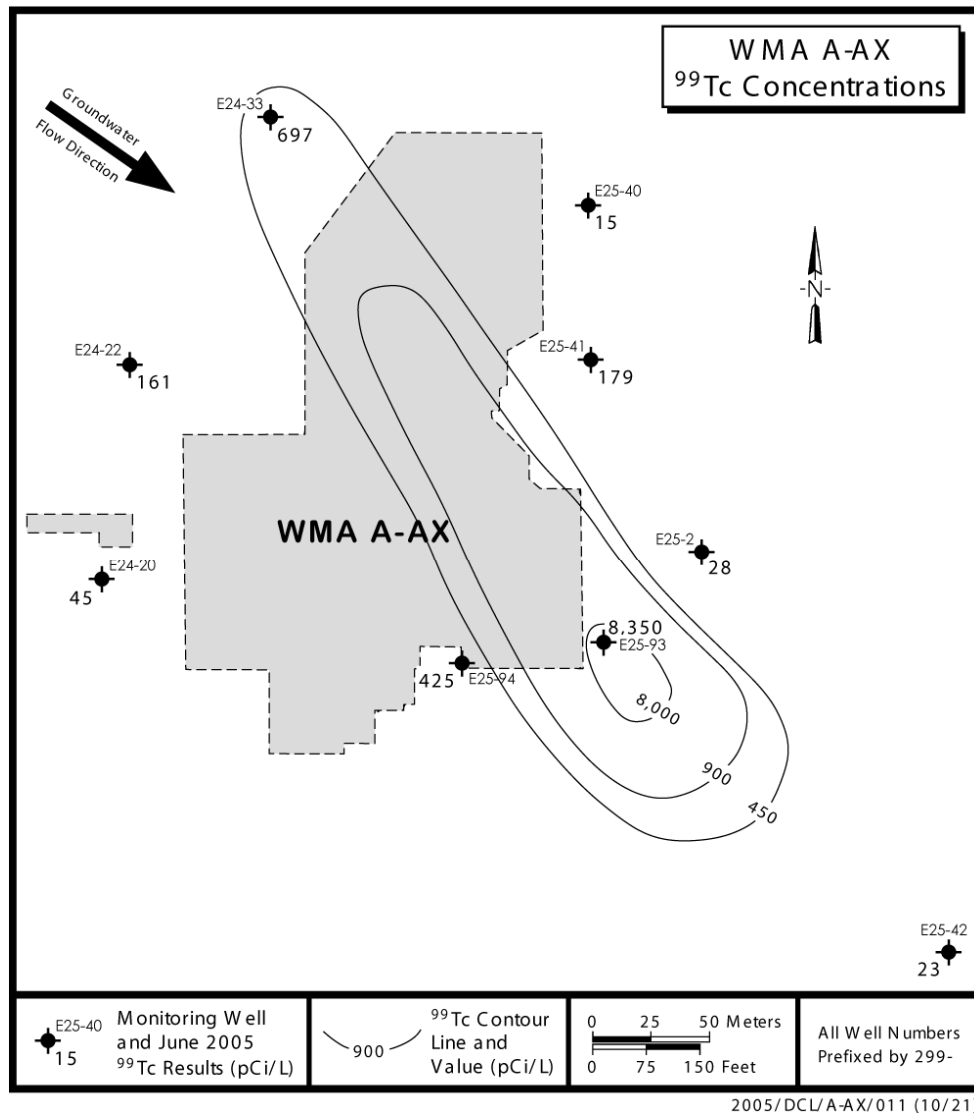 WMA A-AX
99Tc Concentrations
Groundwater
Flow Direction
E24-33
697
E25-40
15
-N-
E24-22
161
E25-41
179
WMA A-AX
E25-2
28
E24-20
45
8,350
E25-93
425
E25-94
8,000
900
450
E25-42
23
E25-40
15
Monitoring Well
and June 2005
99Tc Results (pCi/L)
900
99Tc Contour
Line and
Value (pCi/L)
0 25 50 Meters
0 75 150 Feet
All Well Numbers
Prefixed by 299-
2005/DCL/A-AX/011 (10/21